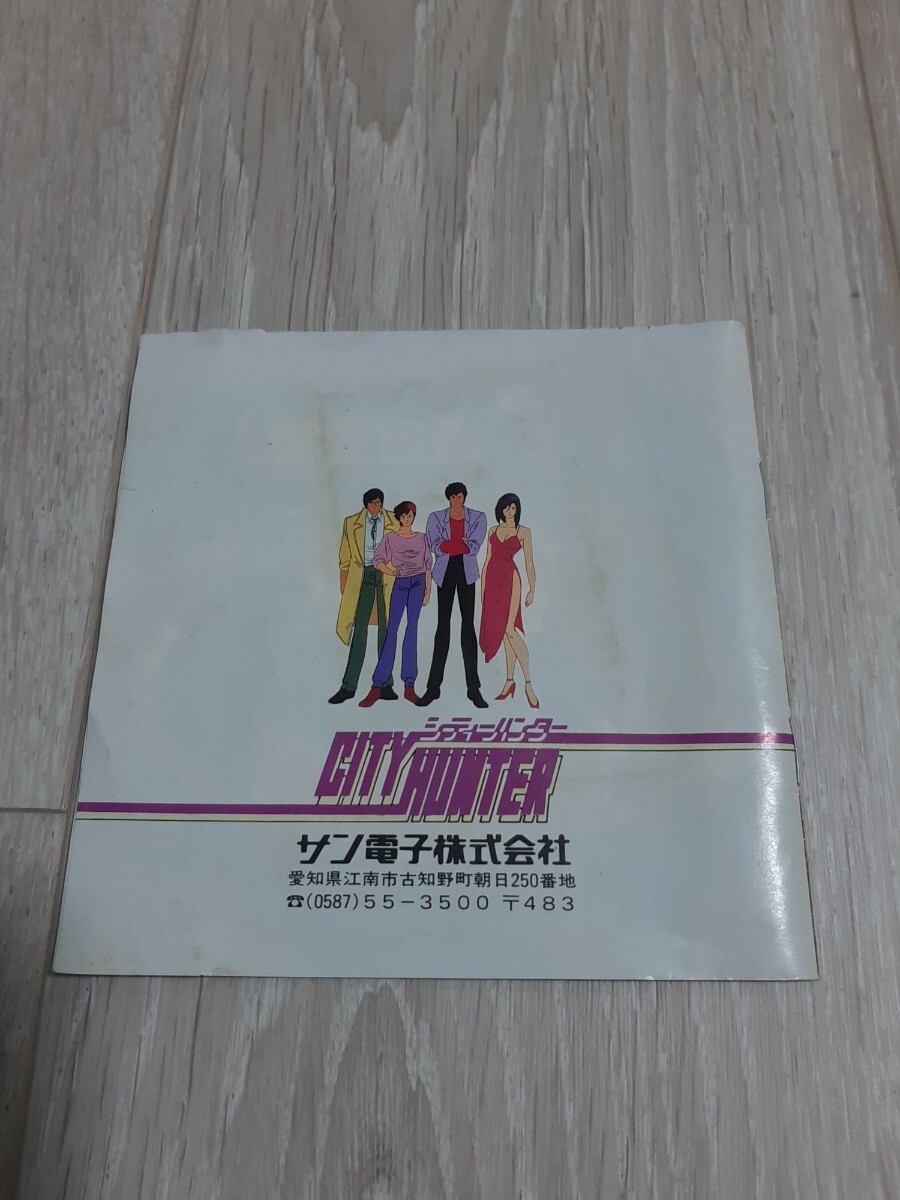 シティーハンター
CITY HUNTER
サン電子株式会社
愛知県江南市古知野町朝日250番地
☎(0587)55-3500 〒483